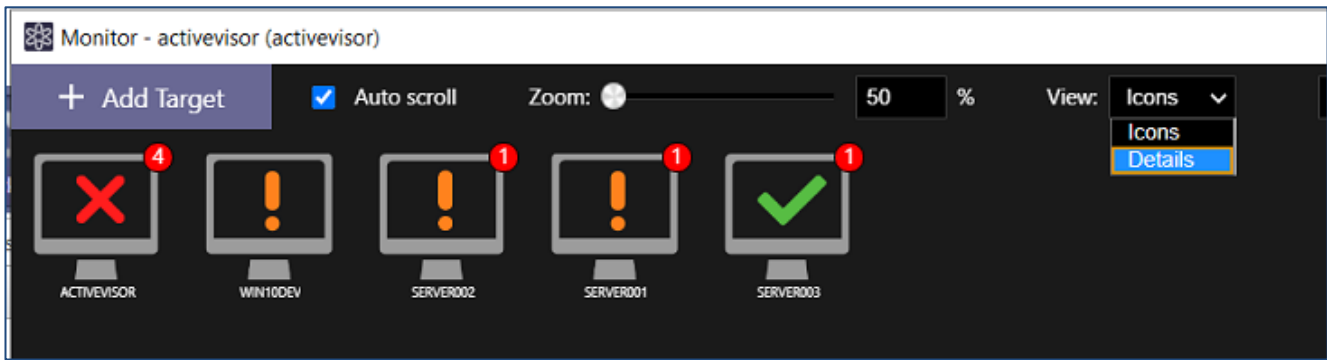 Monitor - activevisor (activevisor)
+ Add Target Auto scroll Zoom: 50 % View: Icons
Icons
Details
4 1 1 1
ACTIVEVISOR WIN10DEV SERVER002 SERVER001 SERVER003